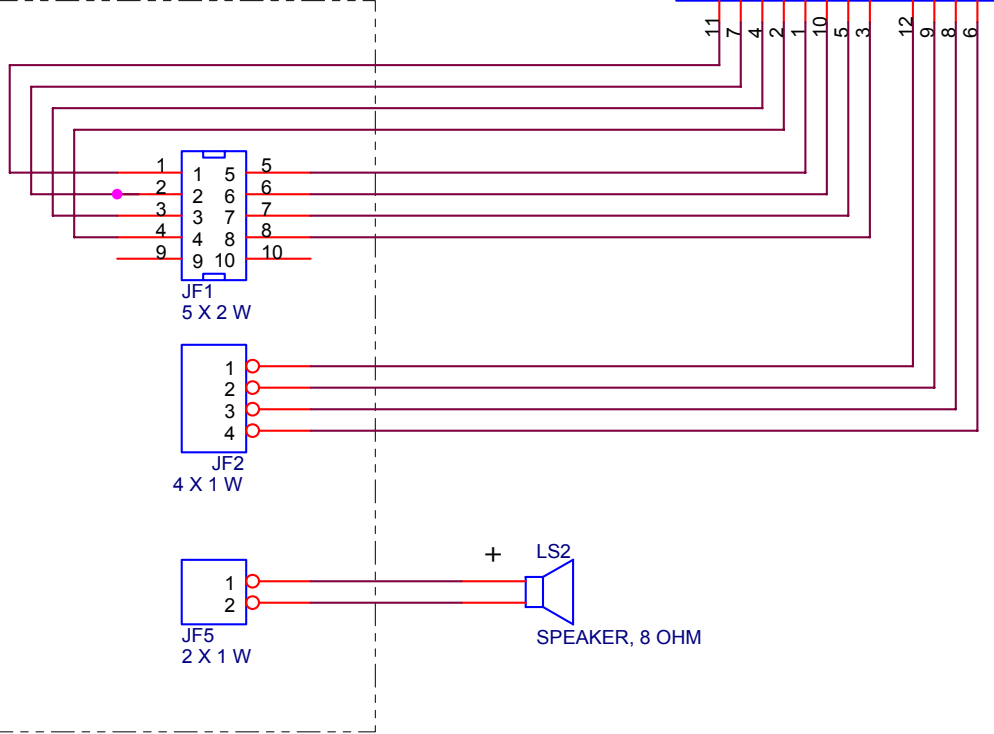 11 7 4 2 1 10 5 3 12 9 8 6
1 1 5 5
2 2 6 6
3 3 7 7
4 4 8 8
9 9 10 10
JF1
5 X 2 W
1
2
3
4
JF2
4 X 1 W
+ LS2
1
2
JF5 SPEAKER, 8 OHM
2 X 1 W